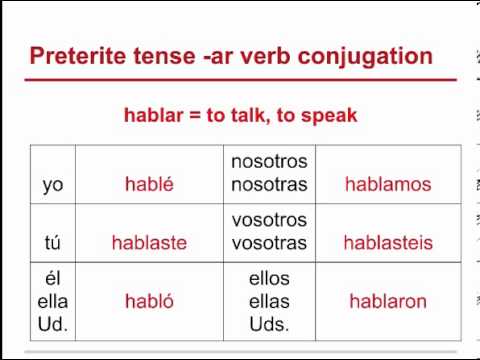 Preterite tense -ar verb conjugation
hablar = to talk, to speak
yo
hablé
nosotros
nosotras
hablamos
tú
hablaste
vosotros
vosotras
hablasteis
él
ella
Ud.
habló
ellos
ellas
Uds.
hablaron